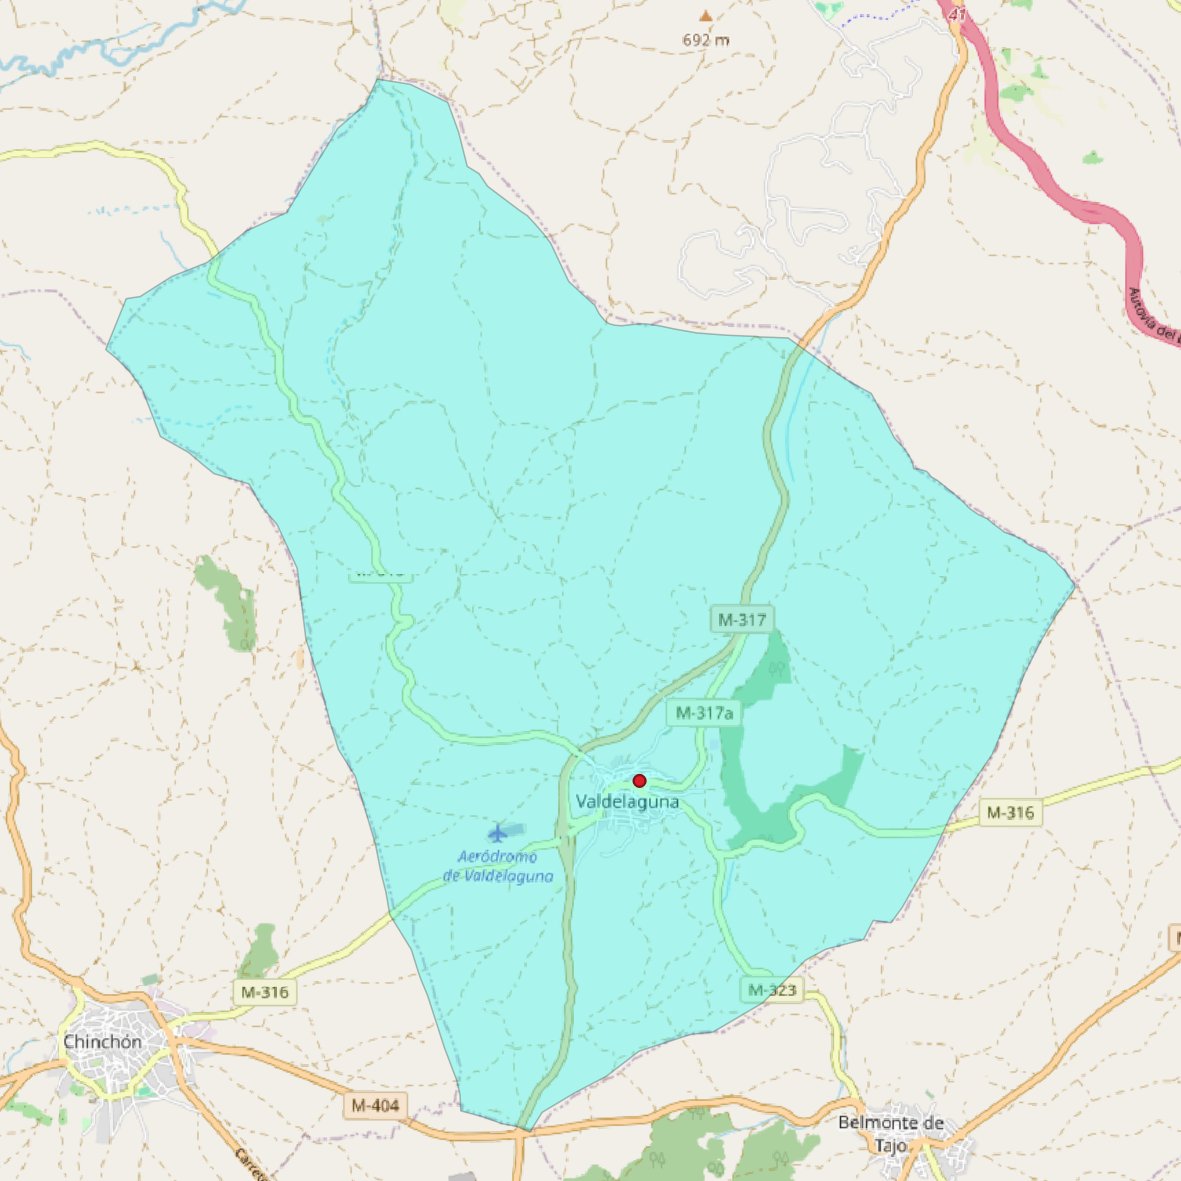 41
692 m
Autovía del
M-317
M-317a
Valdelaguna
M-316
Aeródromo
de Valdelaguna
M-323
M-316
Chinchón
M-404
Belmonte de
Tajo